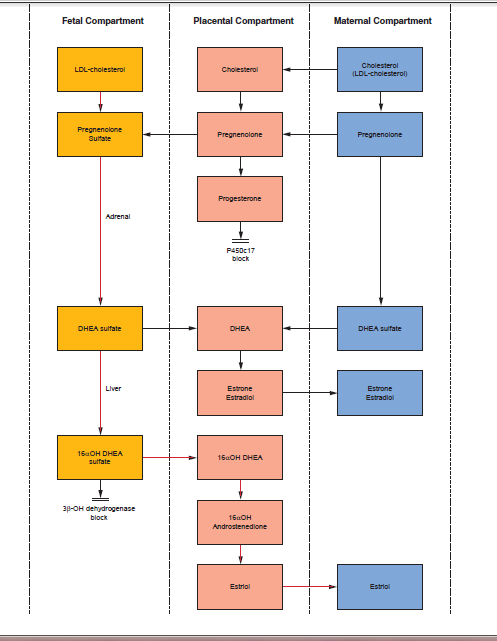 Fetal Compartment
Placental Compartment
Maternal Compartment
LDL-cholesterol
Cholesterol
Cholesterol
(LDL-cholesterol)
Pregnenolone
Sulfate
Pregnenolone
Pregnenolone
Progesterone
Adrenal
P450c17
block
DHEA sulfate
DHEA
DHEA sulfate
Liver
Estrone
Estradiol
Estrone
Estradiol
16αOH DHEA
sulfate
16αOH DHEA
3β-OH dehydrogenase
block
16αOH
Androstenedione
Estriol
Estriol